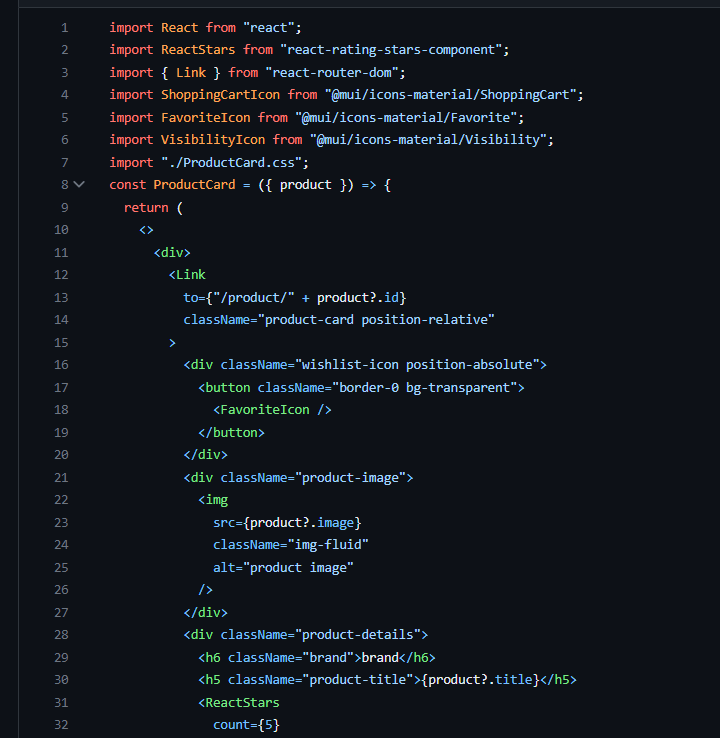 1 import React from "react";
2 import ReactStars from "react-rating-stars-component";
3 import { Link } from "react-router-dom";
4 import ShoppingCartIcon from "@mui/icons-material/ShoppingCart";
5 import FavoriteIcon from "@mui/icons-material/Favorite";
6 import VisibilityIcon from "@mui/icons-material/Visibility";
7 import "./ProductCard.css";
8 const ProductCard = ({ product }) => {
9 return (
10 <>
11 <div>
12 <Link
13 to={"/product/" + product?.id}
14 className="product-card position-relative"
15 >
16 <div className="wishlist-icon position-absolute">
17 <button className="border-0 bg-transparent">
18 <FavoriteIcon />
19 </button>
20 </div>
21 <div className="product-image">
22 <img
23 src={product?.image}
24 className="img-fluid"
25 alt="product image"
26 />
27 </div>
28 <div className="product-details">
29 <h6 className="brand">brand</h6>
30 <h5 className="product-title">{product?.title}</h5>
31 <ReactStars
32 count={5}